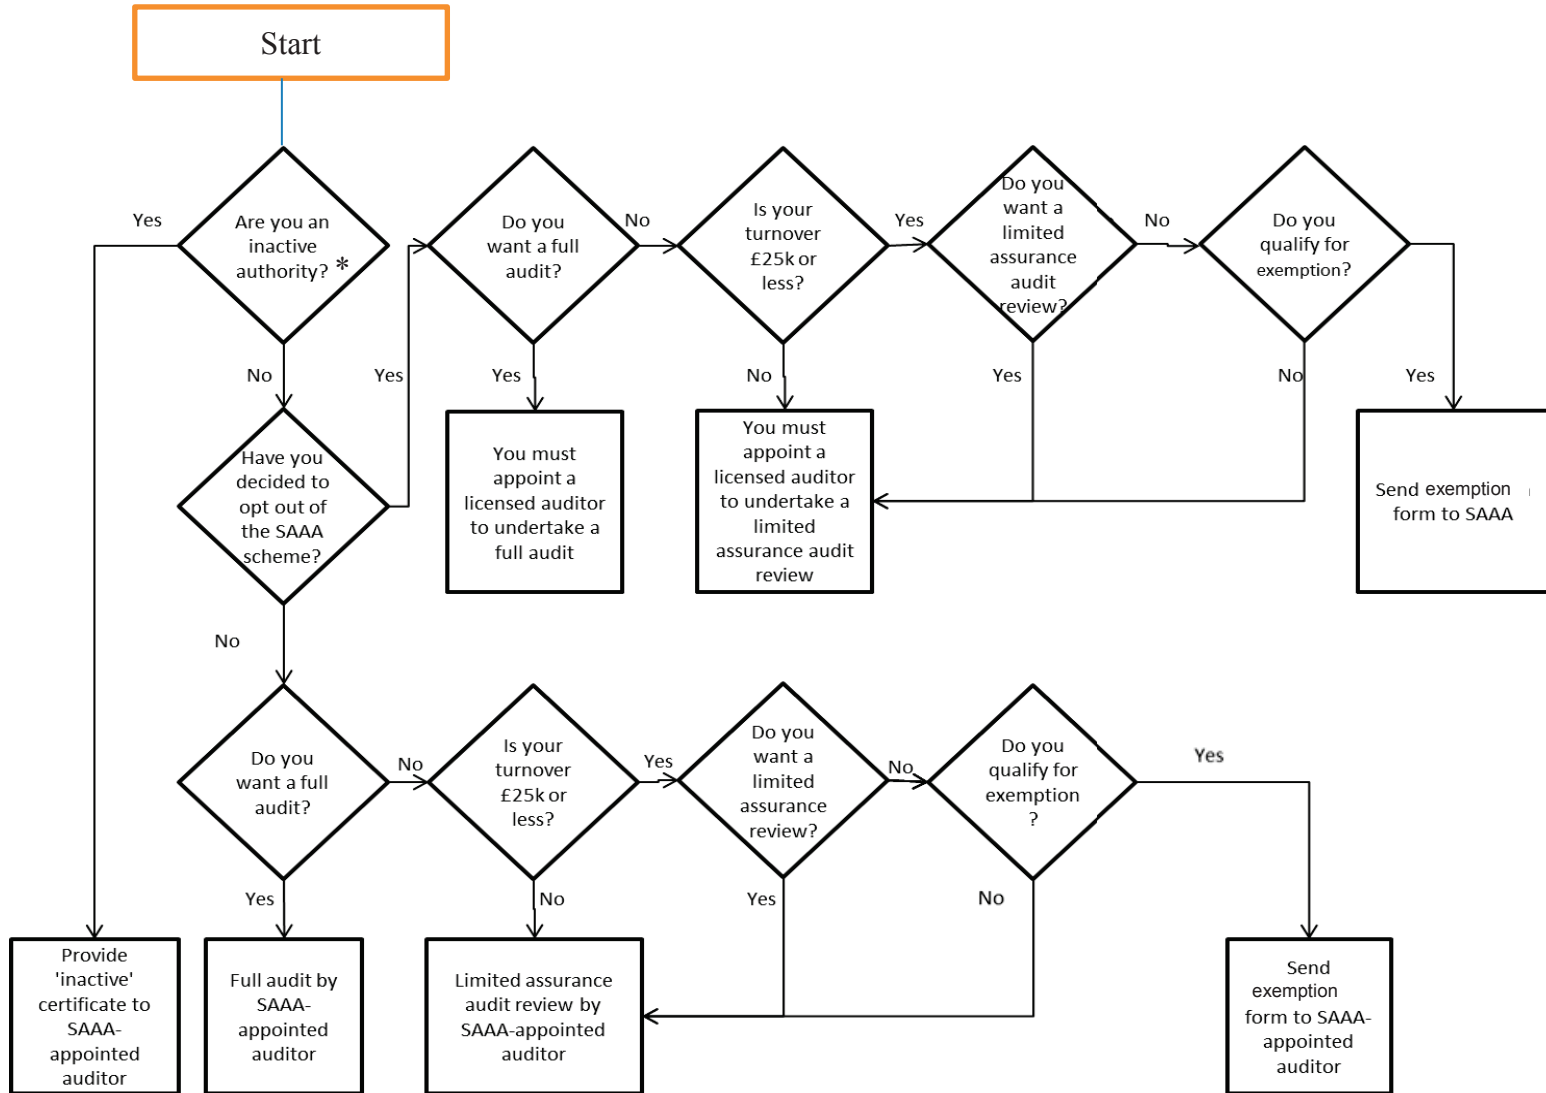 Start
Yes
Are you an
inactive
authority? *
No
Yes
Do you
want a full
audit?
No
Yes
Is your
turnover
£25k or
less?
Yes
No
Do you
want a
limited
assurance
audit
review?
No
Yes
Do you
qualify for
exemption?
No
Yes
Have you
decided to
opt out of
the SAAA
scheme?
No
You must
appoint a
licensed auditor
to undertake a
full audit
You must
appoint a
licensed auditor
to undertake a
limited
assurance audit
review
Send exemption
form to SAAA
Do you
want a full
audit?
No
Yes
Is your
turnover
£25k or
less?
Yes
No
Do you
want a
limited
assurance
review?
No
Yes
Do you
qualify for
exemption
?
Yes
No
Provide
'inactive'
certificate to
SAAA-
appointed
auditor
Full audit by
SAAA-
appointed
auditor
Limited assurance
audit review by
SAAA-appointed
auditor
Send
exemption
form to SAAA-
appointed
auditor